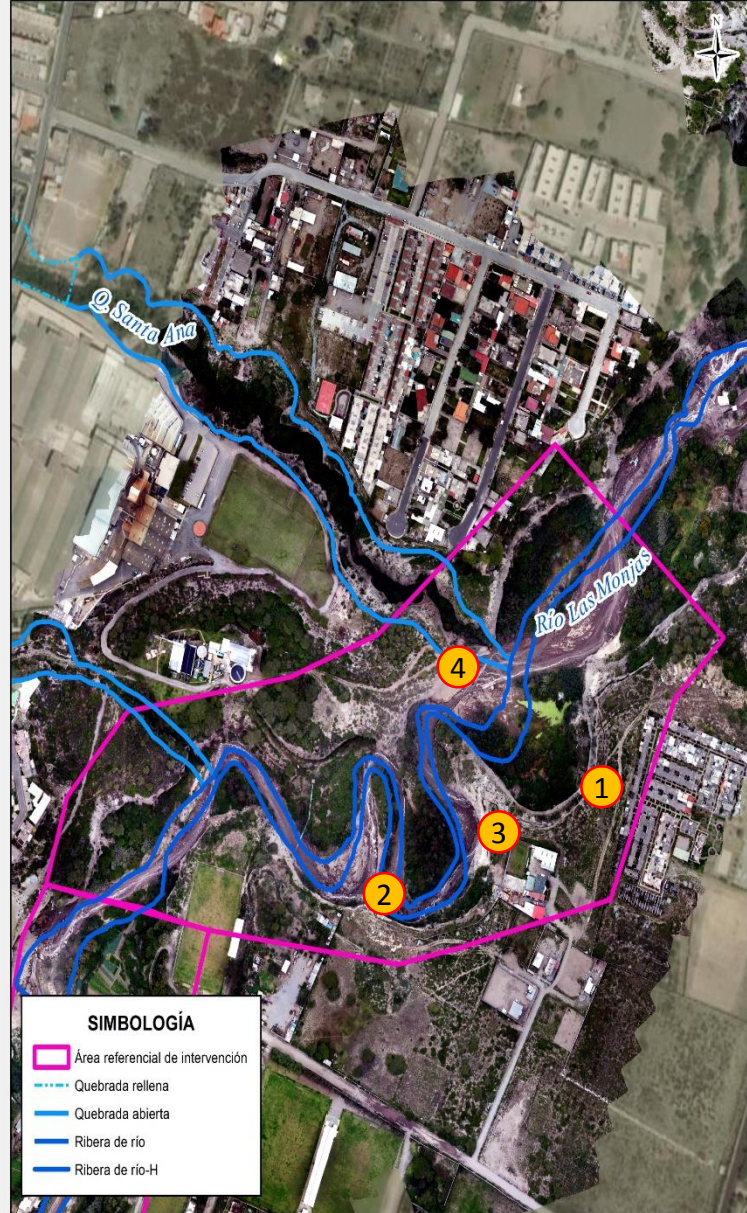 N
Q. Santa Ana
Río Las Monjas
4
1
3
2
SIMBOLOGÍA
Área referencial de intervención
Quebrada rellena
Quebrada abierta
Ribera de río
Ribera de río-H